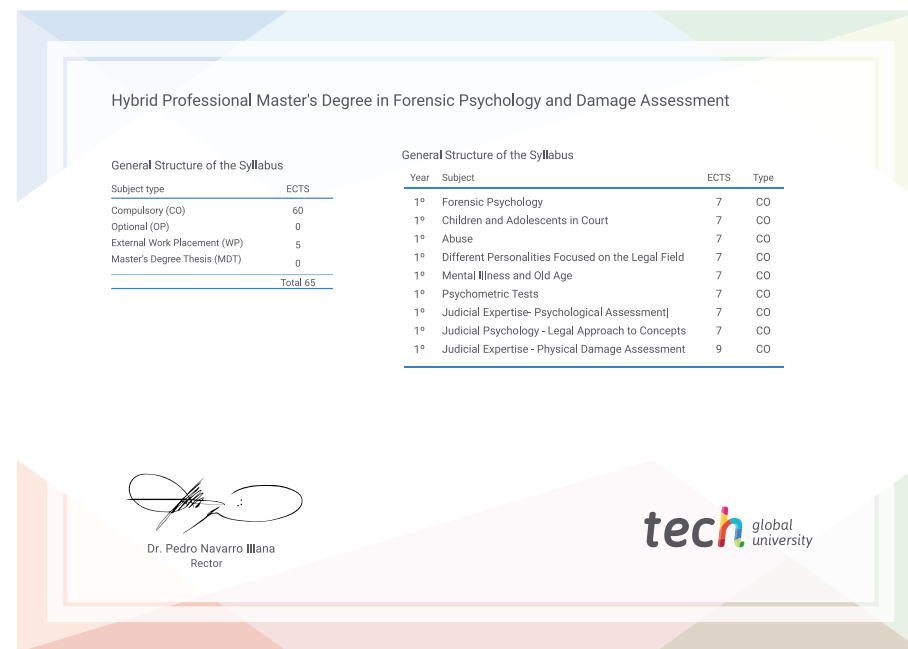 Hybrid Professional Master's Degree in Forensic Psychology and Damage Assessment
General Structure of the Syllabus
Subject type ECTS
Compulsory (CO) 60
Optional (OP) 0
External Work Placement (WP) 5
Master's Degree Thesis (MDT) 0
Total 65
General Structure of the Syllabus
Year Subject ECTS Type
1º Forensic Psychology 7 CO
1º Children and Adolescents in Court 7 CO
1º Abuse 7 CO
1º Different Personalities Focused on the Legal Field 7 CO
1º Mental Illness and Old Age 7 CO
1º Psychometric Tests 7 CO
1º Judicial Expertise- Psychological Assessment| 7 CO
1º Judicial Psychology - Legal Approach to Concepts 7 CO
1º Judicial Expertise - Physical Damage Assessment 9 CO
Dr. Pedro Navarro Illana
Rector
tech global
university